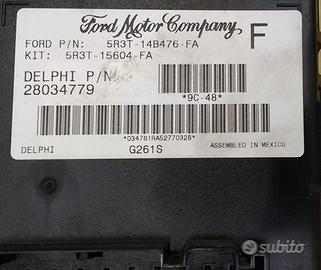 Ford Motor Company
F
FORD P/N: 5R3T-14B476-FA
KIT: 5R3T-15604-FA
DELPHI P/N
28034779
*9C-48*
*034781RA52770328*
DELPHI G261S ASSEMBLED IN MEXICO
subito